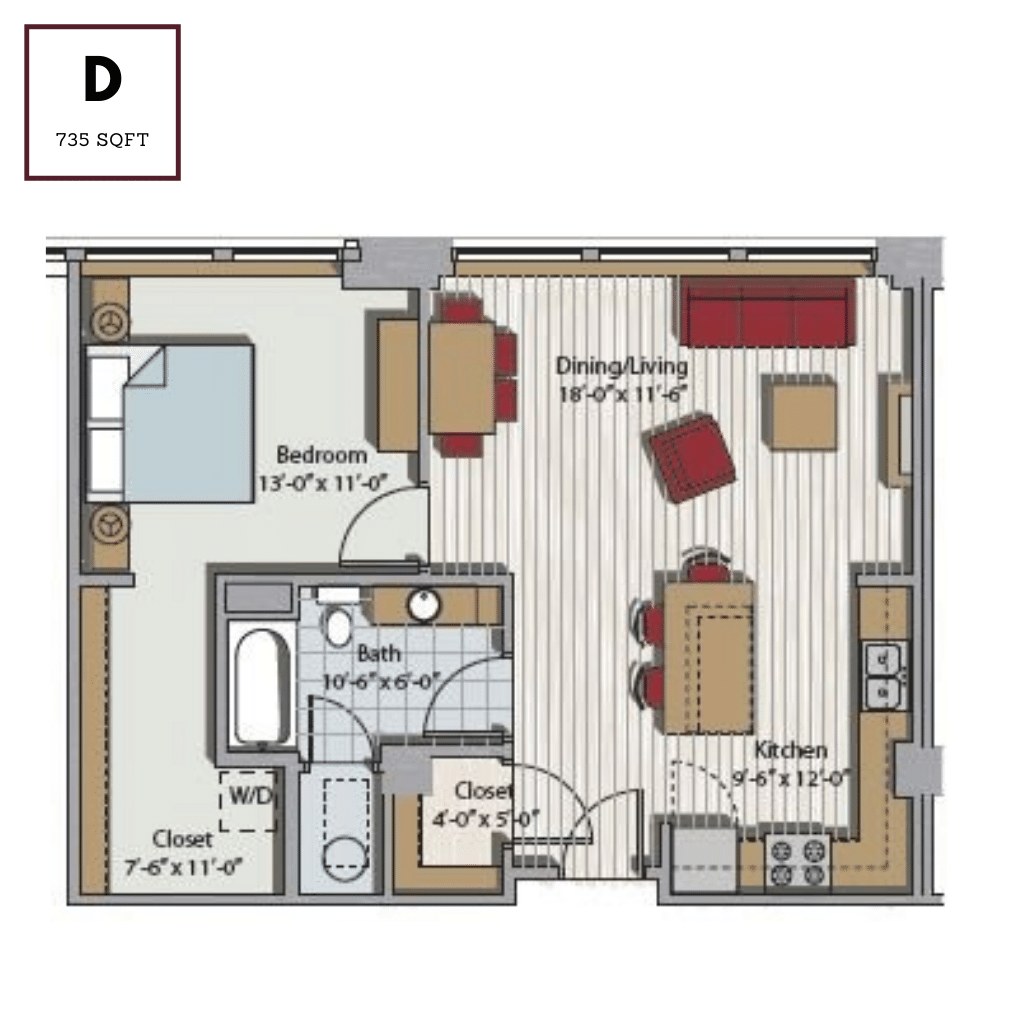 D
735 SQFT
Dining/Living
18'-0" x 11'-6"
Bedroom
13'-0" x 11'-0"
Bath
10'-6" x 6'-0"
Kitchen
9'-6" x 12'-0"
W/D
Closet
4'-0" x 5'-0"
Closet
7'-6" x 11'-0"